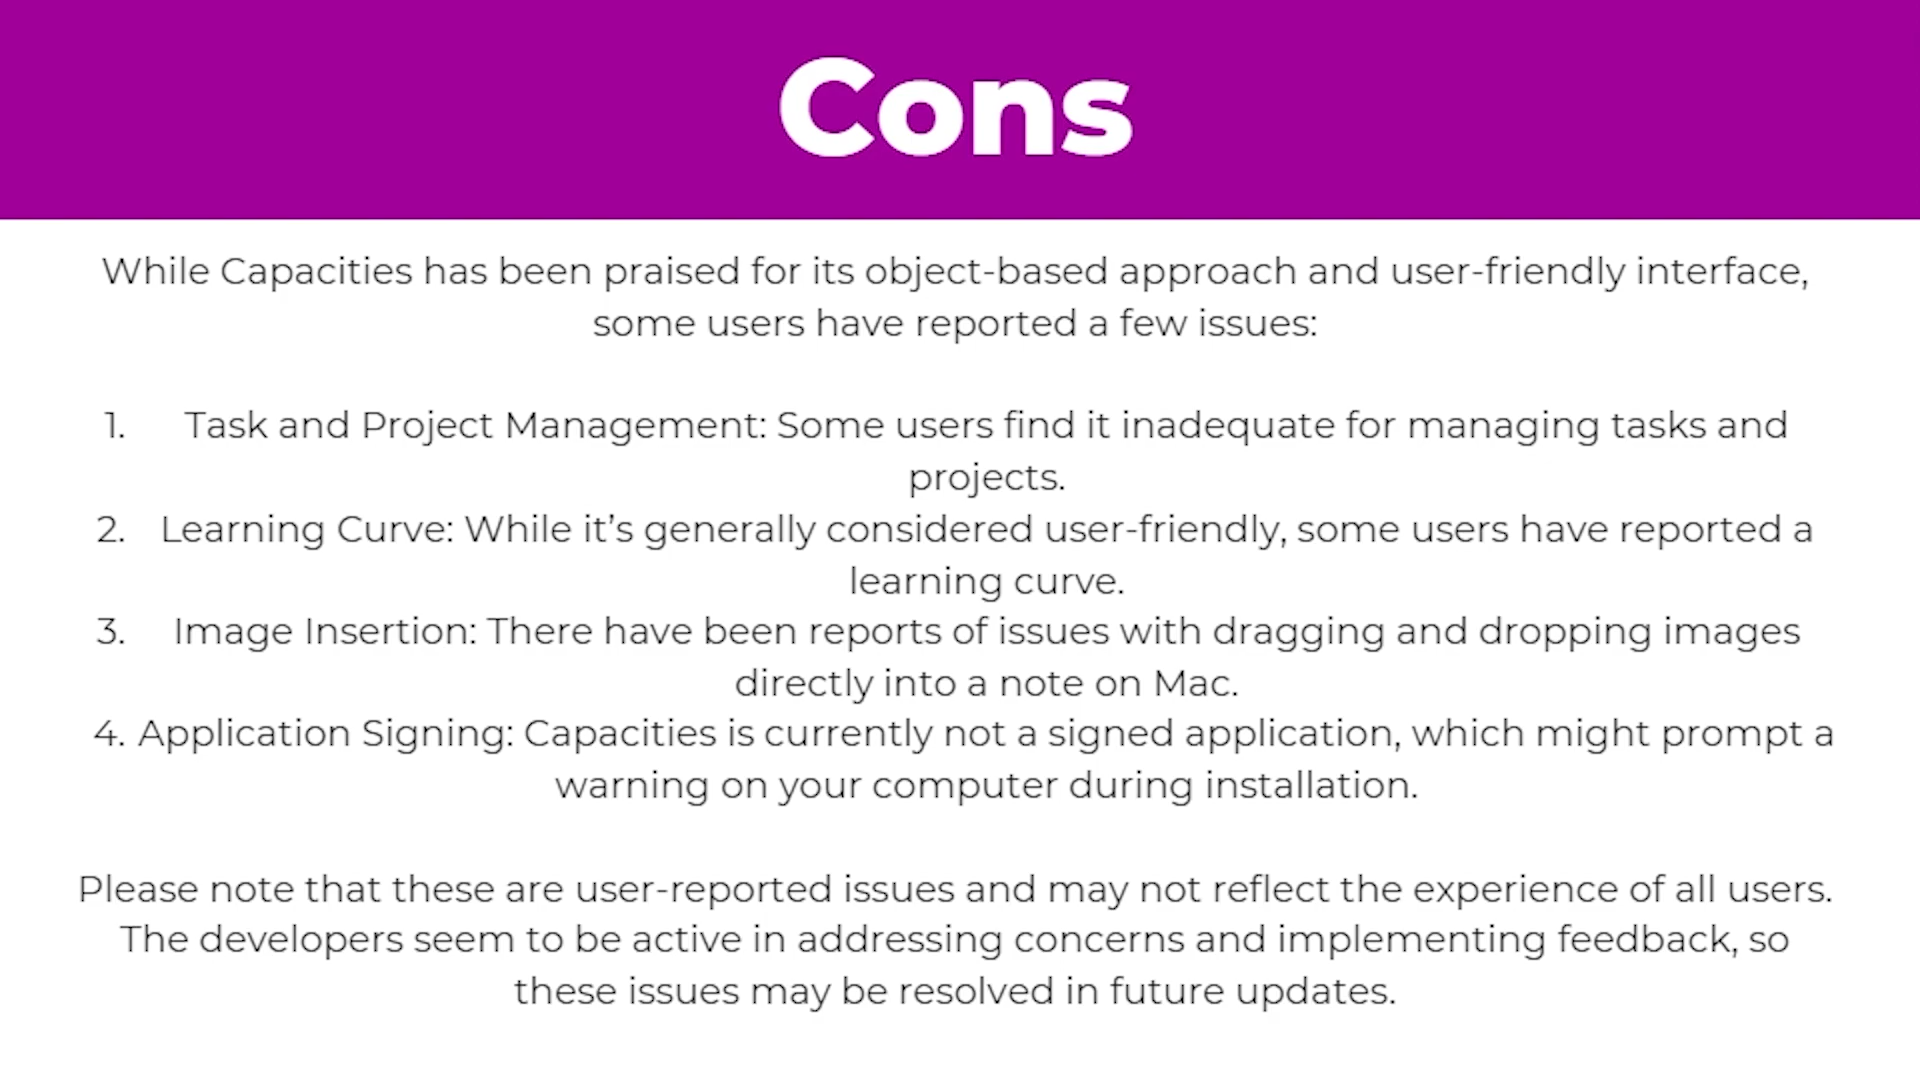 Cons
While Capacities has been praised for its object-based approach and user-friendly interface,
some users have reported a few issues:
1. Task and Project Management: Some users find it inadequate for managing tasks and
projects.
2. Learning Curve: While it’s generally considered user-friendly, some users have reported a
learning curve.
3. Image Insertion: There have been reports of issues with dragging and dropping images
directly into a note on Mac.
4. Application Signing: Capacities is currently not a signed application, which might prompt a
warning on your computer during installation.
Please note that these are user-reported issues and may not reflect the experience of all users.
The developers seem to be active in addressing concerns and implementing feedback, so
these issues may be resolved in future updates.